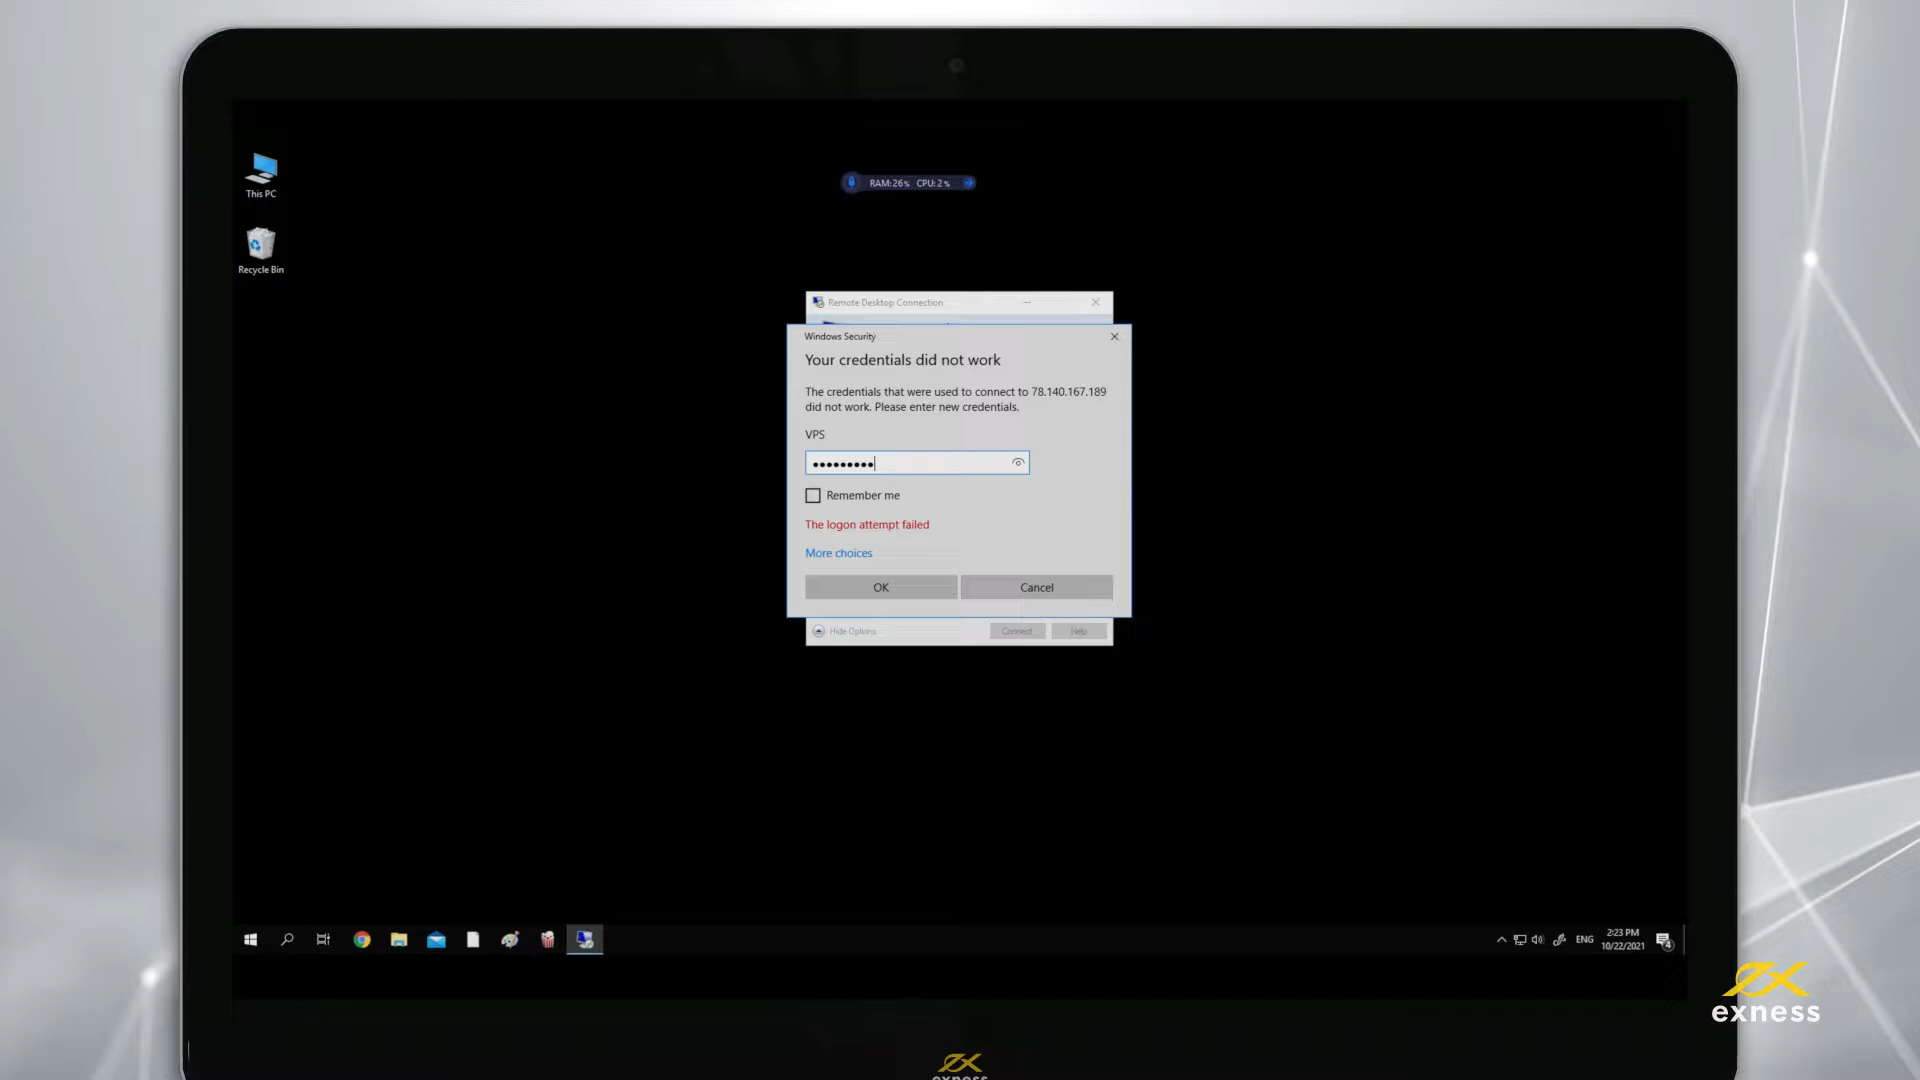 This PC
Recycle Bin
RAM:26% CPU:2%
Remote Desktop Connection
Windows Security
Your credentials did not work
The credentials that were used to connect to 78.140.167.189
did not work. Please enter new credentials.
VPS
Remember me
The logon attempt failed
More choices
OK
Cancel
Hide Options
Connect
Help
ENG
2:23 PM
10/22/2021
4
exness
exness